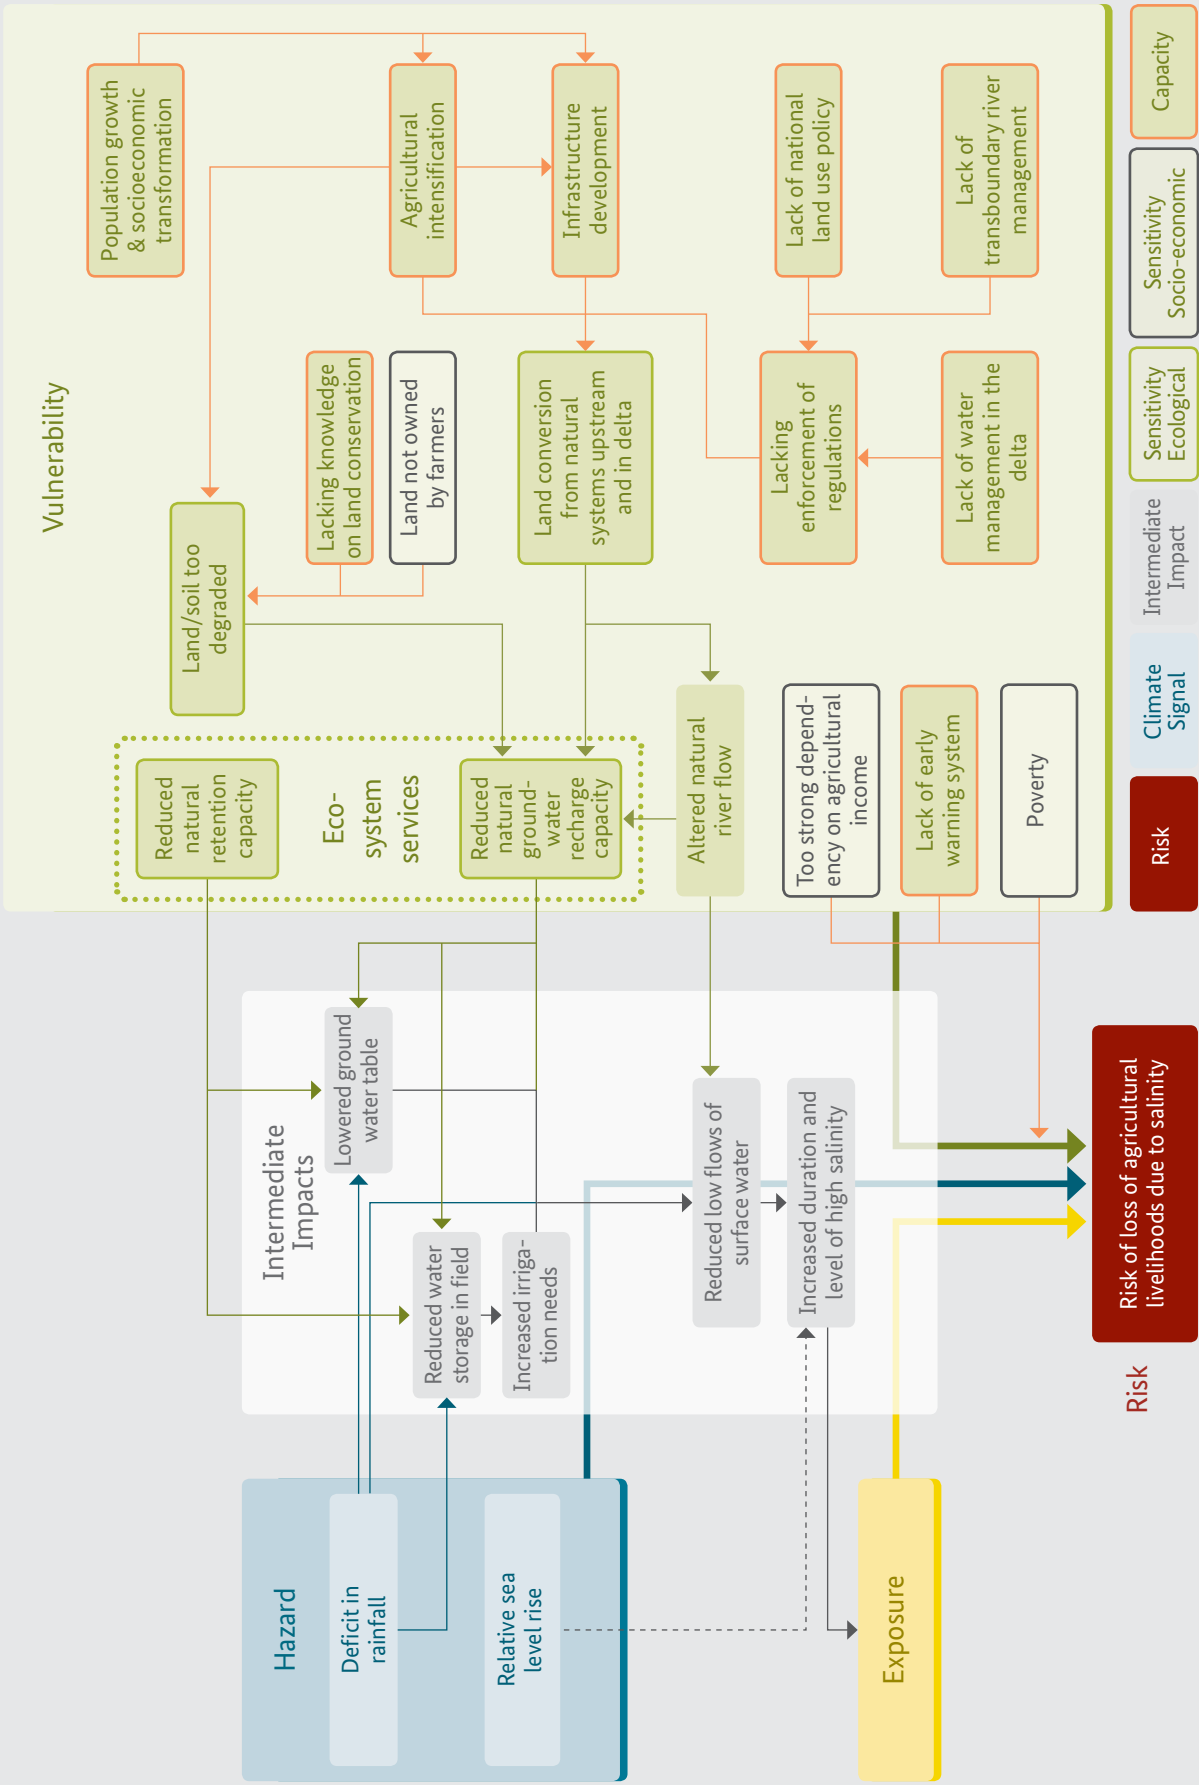 Hazard
Deficit in
rainfall
Relative sea
level rise
Exposure
Intermediate
Impacts
Lowered ground
water table
Reduced water
storage in field
Increased irriga-
tion needs
Reduced low flows of
surface water
Increased duration and
level of high salinity
Vulnerability
Reduced
natural
retention
capacity
Eco-
system
services
Reduced
natural
ground-
water
recharge
capacity
Altered natural
river flow
Too strong depend-
ency on agricultural
income
Lack of early
warning system
Poverty
Land/soil too
degraded
Lacking knowledge
on land conservation
Land not owned
by farmers
Land conversion
from natural
systems upstream
and in delta
Lacking
enforcement of
regulations
Lack of water
management in the
delta
Population growth
& socioeconomic
transformation
Agricultural
intensification
Infrastructure
development
Lack of national
land use policy
Lack of
transboundary river
management
Risk
Risk of loss of agricultural
livelihoods due to salinity
Risk
Climate
Signal
Intermediate
Impact
Sensitivity
Ecological
Sensitivity
Socio-economic
Capacity